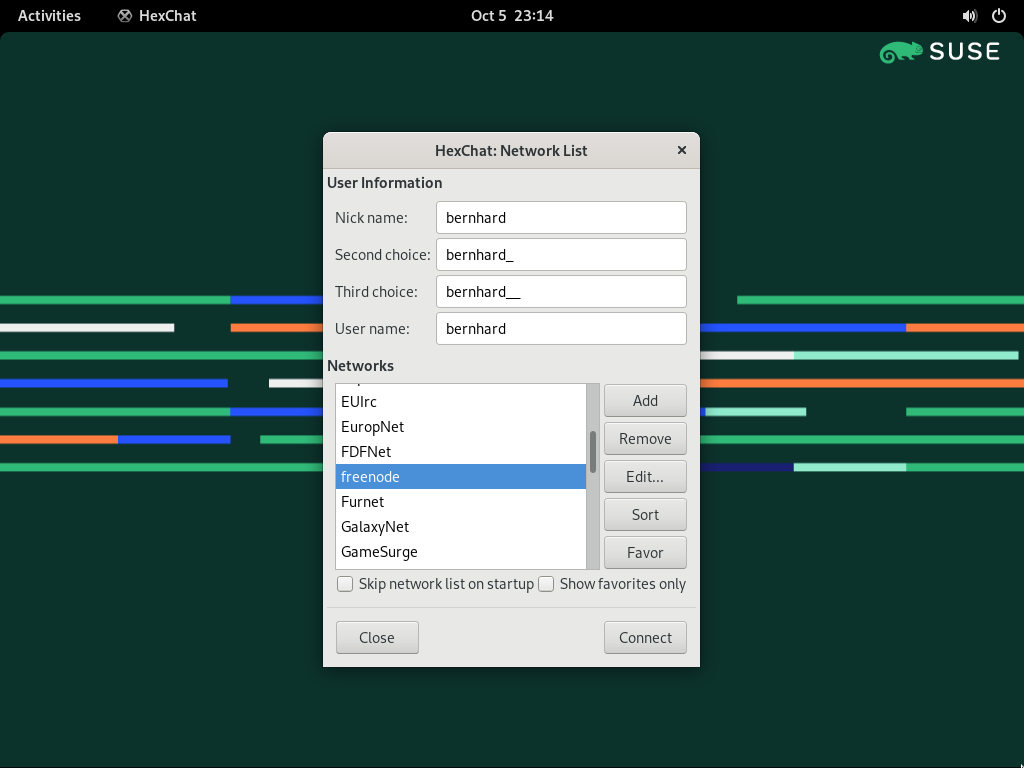 Activities HexChat Oct 5 23:14
SUSE
HexChat: Network List
User Information
Nick name: bernhard
Second choice: bernhard_
Third choice: bernhard__
User name: bernhard
Networks
EUIrc
EuropNet
FDFNet
freenode
Furnet
GalaxyNet
GameSurge
Add
Remove
Edit...
Sort
Favor
Skip network list on startup Show favorites only
Close Connect